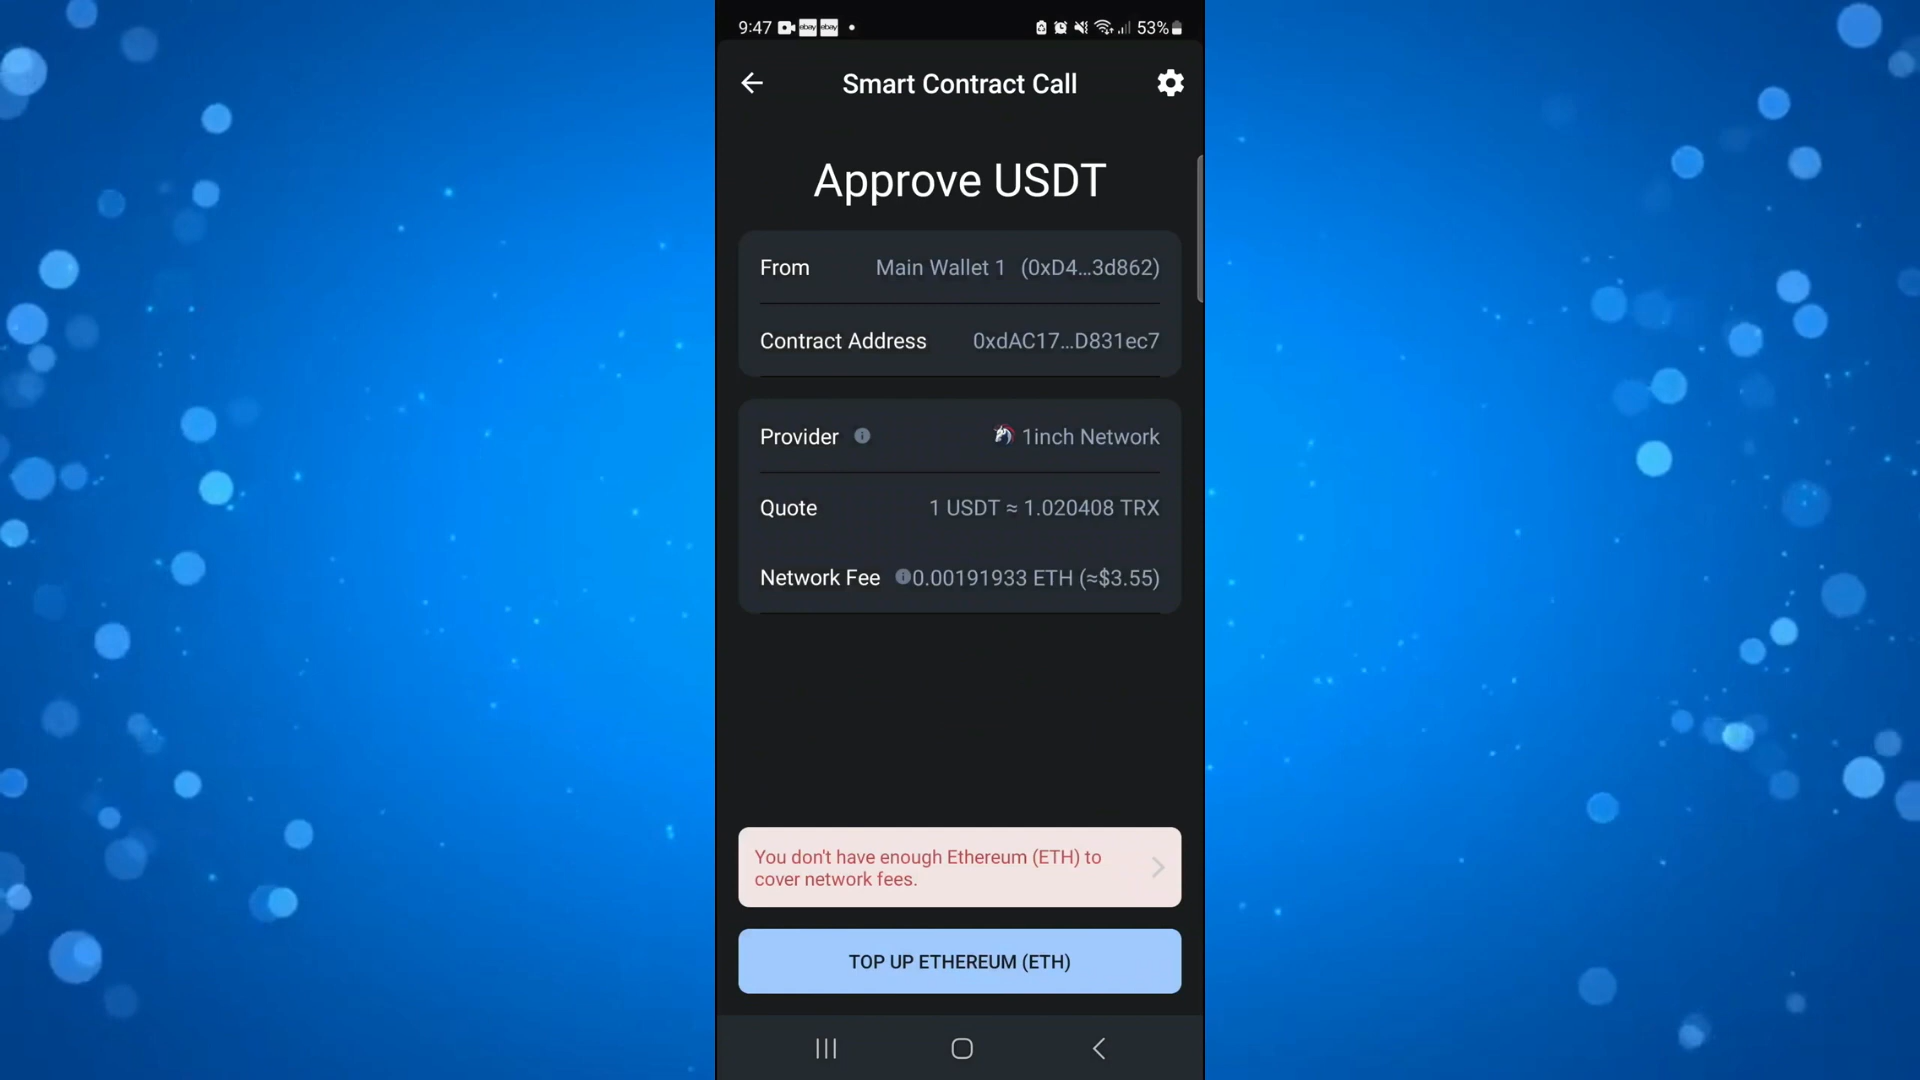 9:47 ebay ebay 53%
Smart Contract Call
Approve USDT
From Main Wallet 1 (0xD4...3d862)
Contract Address 0xdAC17...D831ec7
Provider 1inch Network
Quote 1 USDT ≈ 1.020408 TRX
Network Fee 0.00191933 ETH (≈$3.55)
You don't have enough Ethereum (ETH) to
cover network fees.
TOP UP ETHEREUM (ETH)